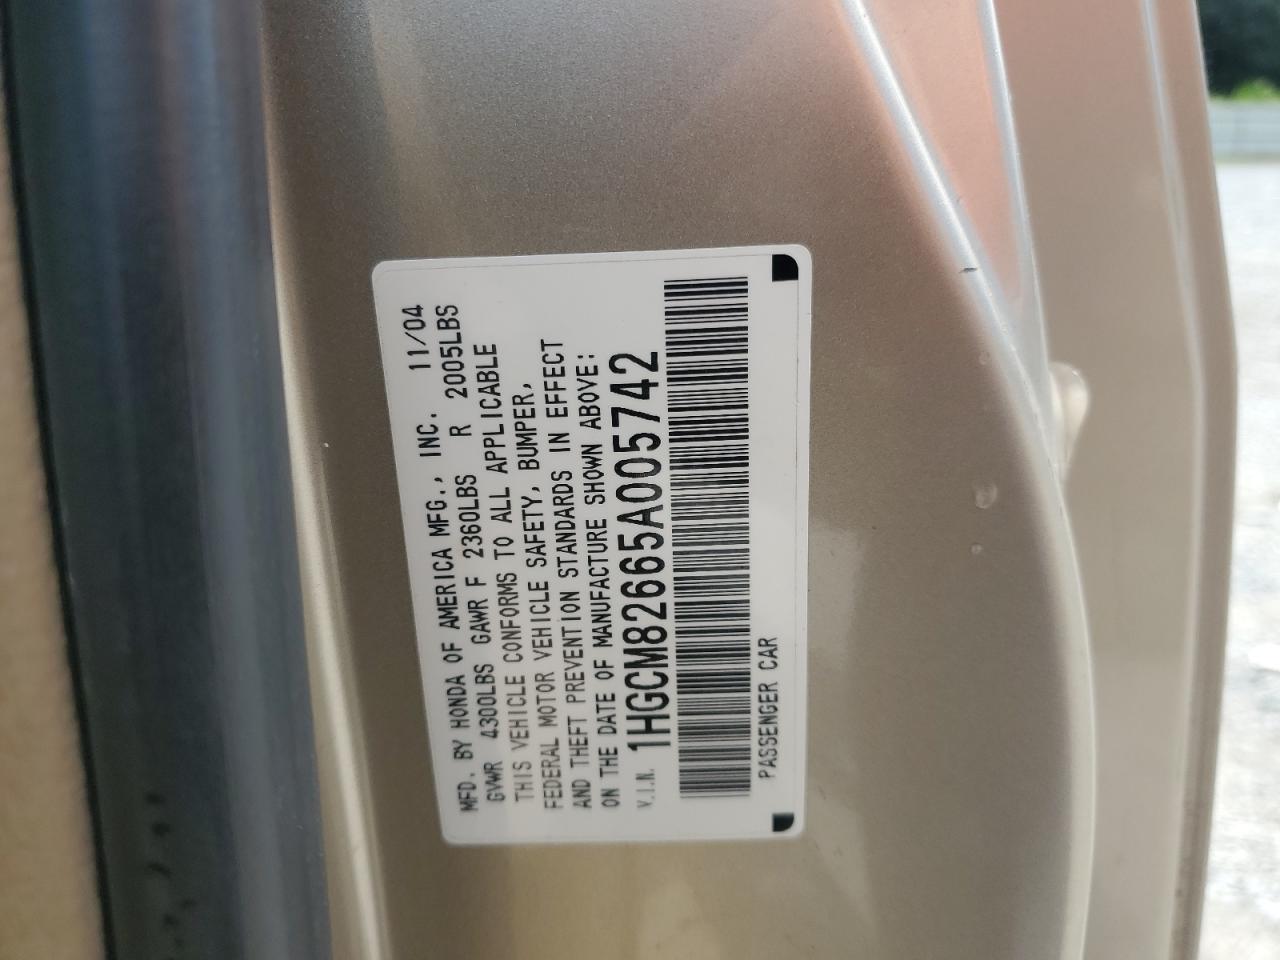 MFD. BY HONDA OF AMERICA MFG., INC. 11/04
GVWR 4300LBS GAWR F 2360LBS R 2005LBS
THIS VEHICLE CONFORMS TO ALL APPLICABLE
FEDERAL MOTOR VEHICLE SAFETY, BUMPER,
AND THEFT PREVENTION STANDARDS IN EFFECT
ON THE DATE OF MANUFACTURE SHOWN ABOVE:
V.I.N. 1HGCM82665A005742
PASSENGER CAR